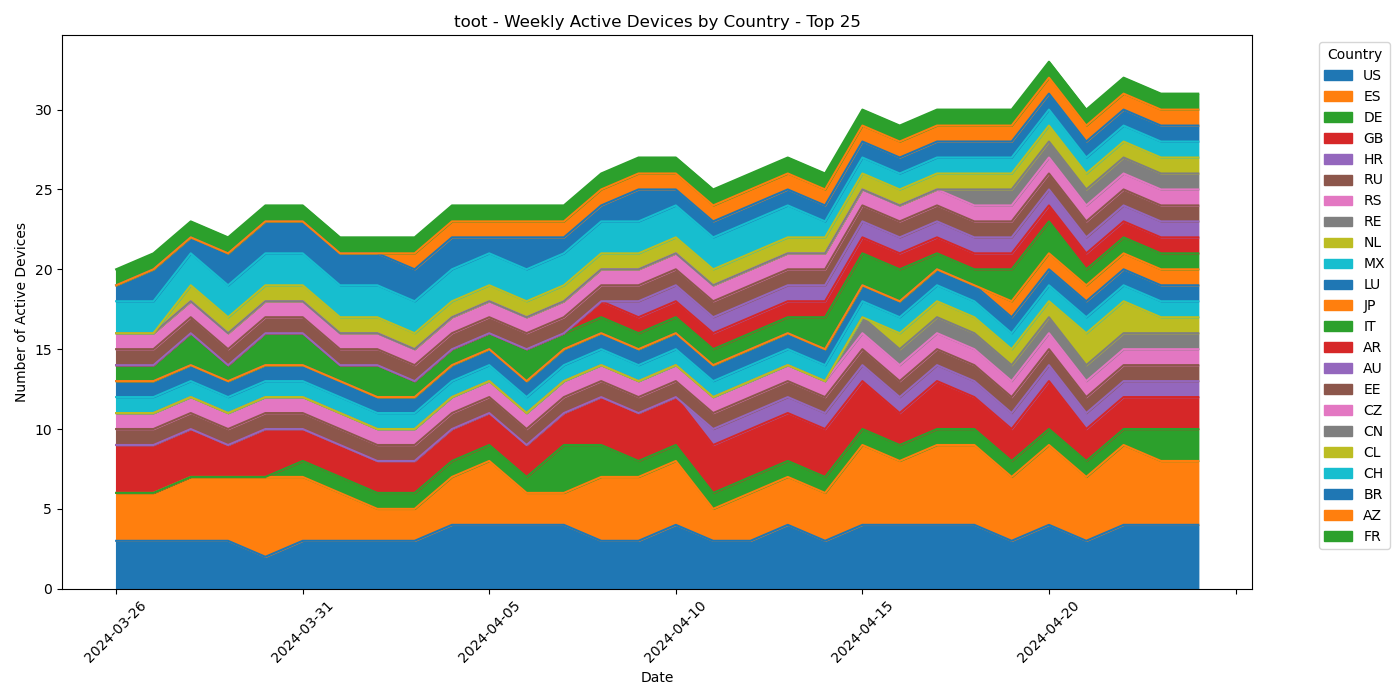 toot - Weekly Active Devices by Country - Top 25
Number of Active Devices
30
25
20
15
10
5
0
2024-03-26
2024-03-31
2024-04-05
2024-04-10
2024-04-15
2024-04-20
Date
Country
US
ES
DE
GB
HR
RU
RS
RE
NL
MX
LU
JP
IT
AR
AU
EE
CZ
CN
CL
CH
BR
AZ
FR